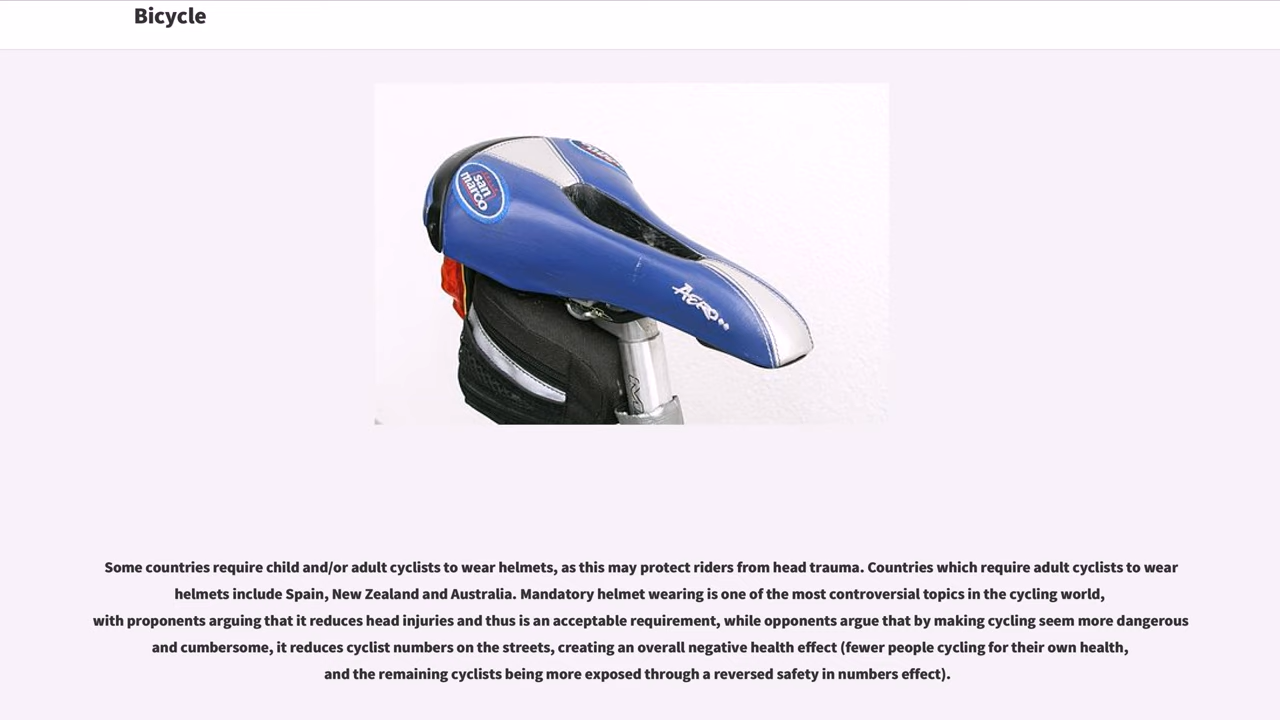 Bicycle
san
marco
AERO
Some countries require child and/or adult cyclists to wear helmets, as this may protect riders from head trauma. Countries which require adult cyclists to wear
helmets include Spain, New Zealand and Australia. Mandatory helmet wearing is one of the most controversial topics in the cycling world,
with proponents arguing that it reduces head injuries and thus is an acceptable requirement, while opponents argue that by making cycling seem more dangerous
and cumbersome, it reduces cyclist numbers on the streets, creating an overall negative health effect (fewer people cycling for their own health,
and the remaining cyclists being more exposed through a reversed safety in numbers effect).